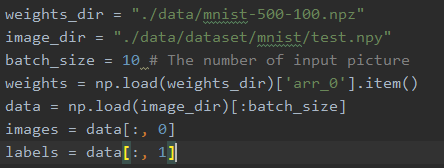 weights_dir = "./data/mnist-500-100.npz"
image_dir = "./data/dataset/mnist/test.npy"
batch_size = 10 # The number of input picture
weights = np.load(weights_dir)['arr_0'].item()
data = np.load(image_dir)[:batch_size]
images = data[:, 0]
labels = data[:, 1]